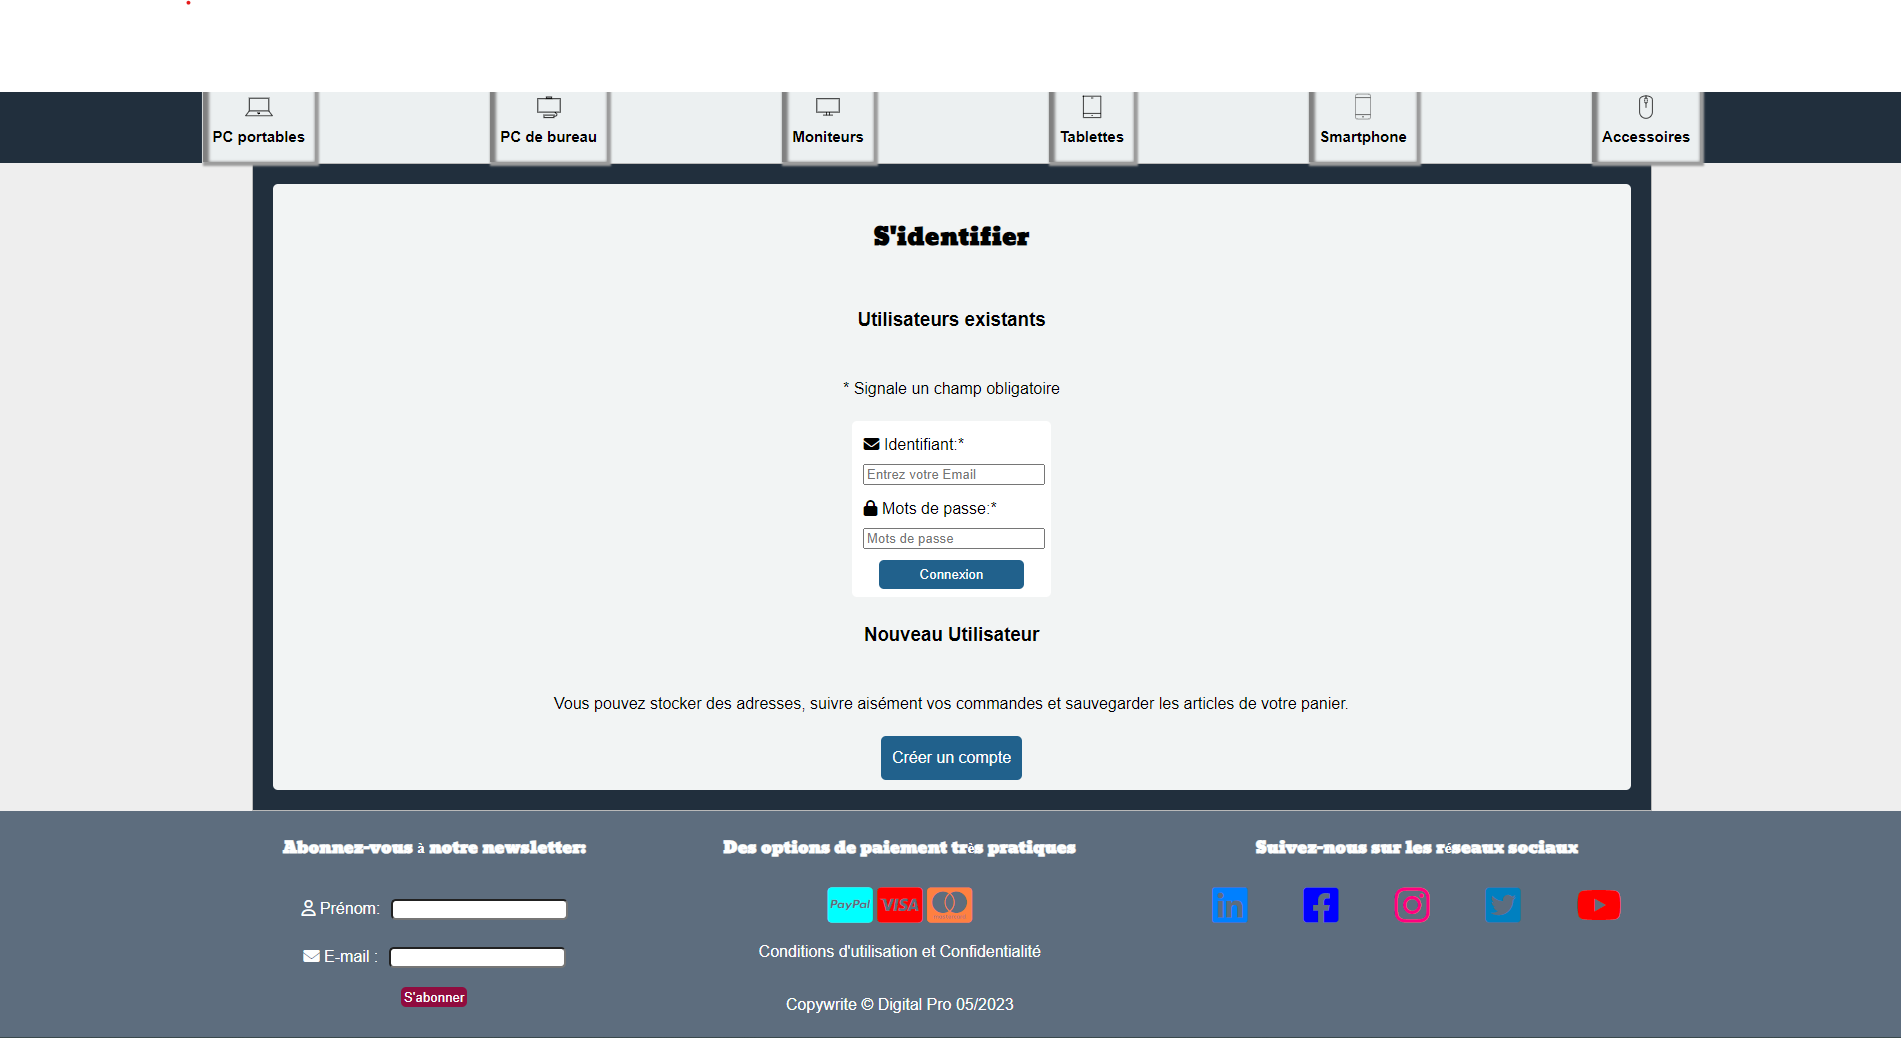 PC portables PC de bureau Moniteurs Tablettes Smartphone Accessoires
S'identifier
Utilisateurs existants
* Signale un champ obligatoire
Identifiant:*
Entrez votre Email
Mots de passe:*
Mots de passe
Connexion
Nouveau Utilisateur
Vous pouvez stocker des adresses, suivre aisément vos commandes et sauvegarder les articles de votre panier.
Créer un compte
Abonnez-vous à notre newsletter:
Prénom:
E-mail :
S'abonner
Des options de paiement très pratiques
PayPal VISA
Conditions d'utilisation et Confidentialité
Copywrite © Digital Pro 05/2023
Suivez-nous sur les réseaux sociaux
in